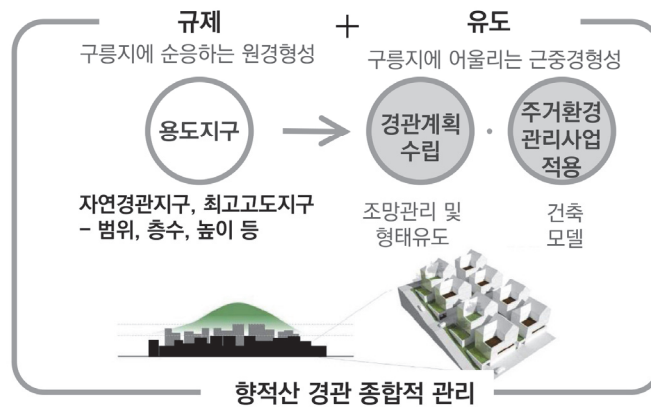 규제 + 유도
구릉지에 순응하는 원경형성
구릉지에 어울리는 근중경형성
용도지구
경관계획
수립
·
주거환경
관리사업
적용
자연경관지구, 최고고도지구
- 범위, 층수, 높이 등
조망관리 및
형태유도
건축
모델
향적산 경관 종합적 관리